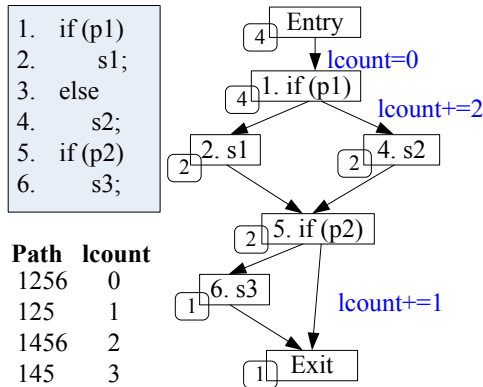 1. if (p1)
2. s1;
3. else
4. s2;
5. if (p2)
6. s3;
Path lcount
1256 0
125 1
1456 2
145 3
Entry
4
lcount=0
1. if (p1)
4
lcount+=2
2. s1
2
4. s2
2
5. if (p2)
2
6. s3
1
lcount+=1
Exit
1